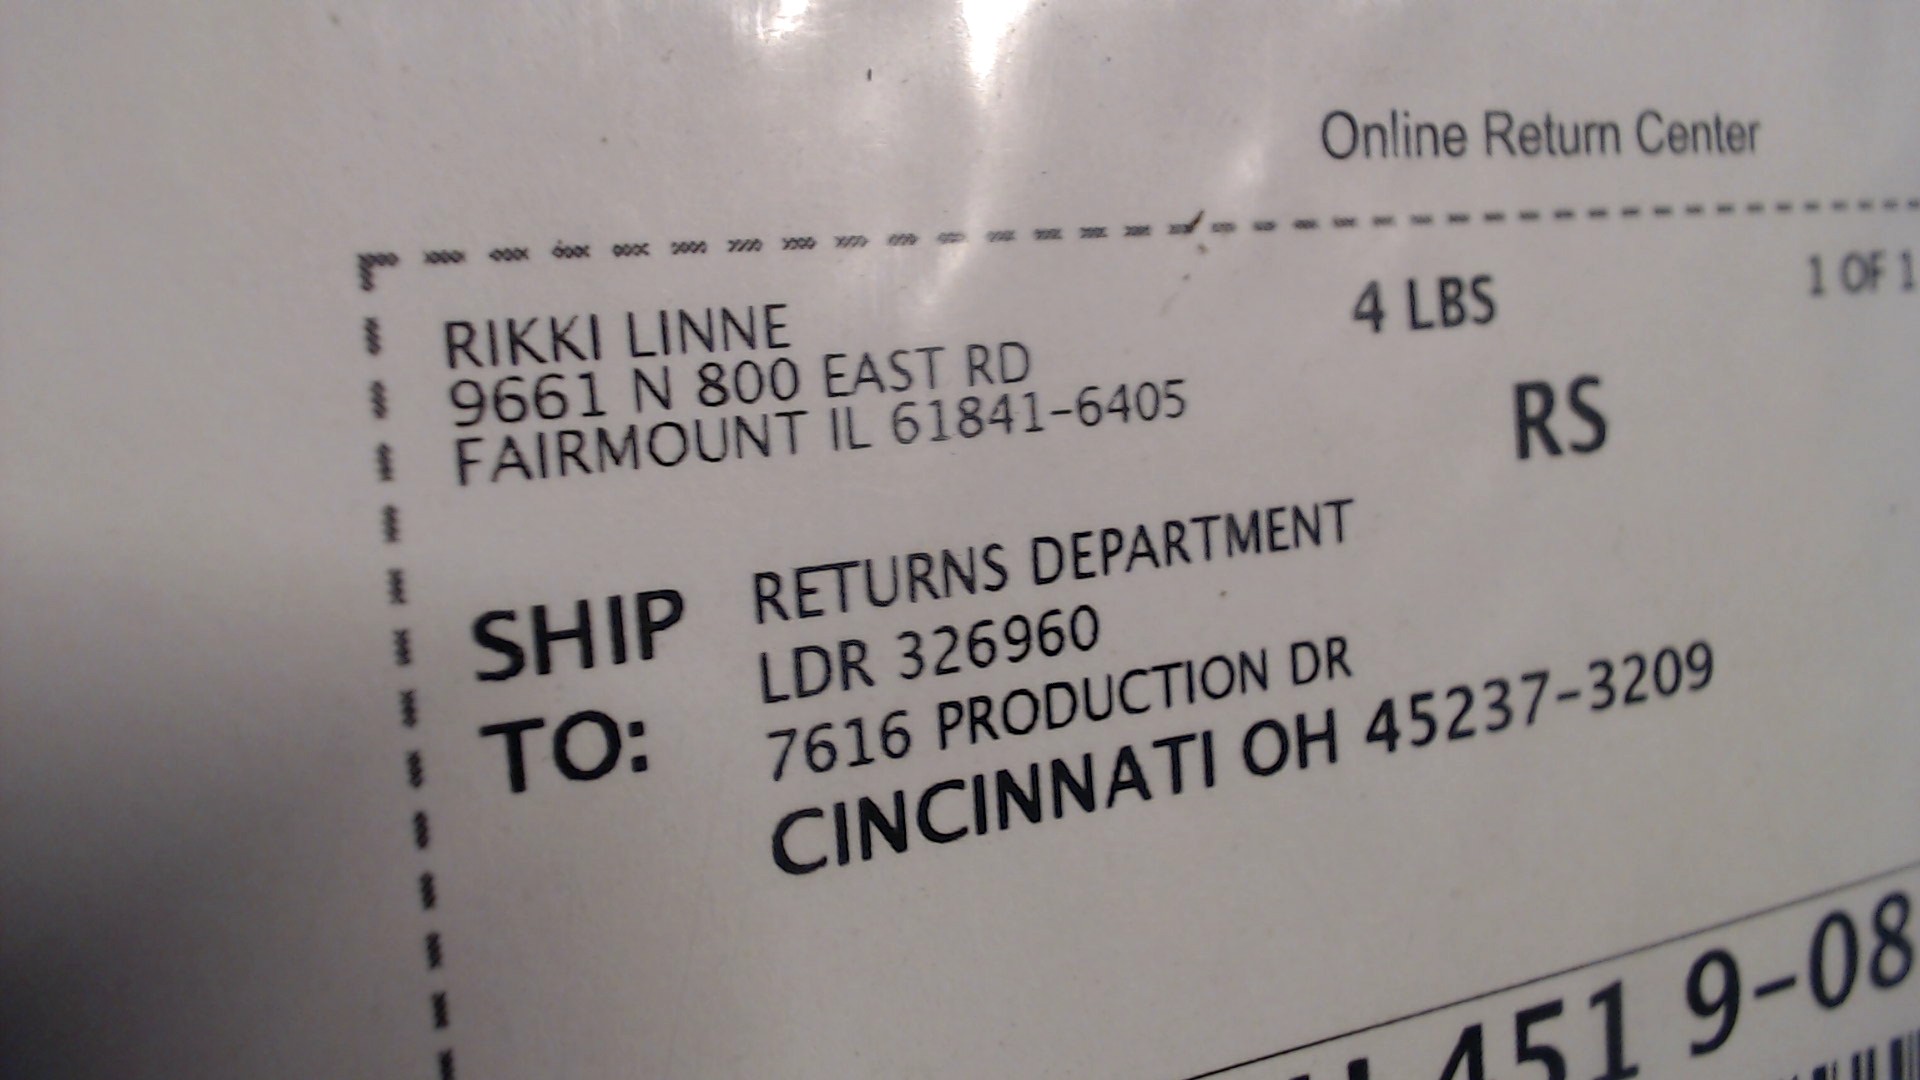 Online Return Center
RIKKI LINNE
9661 N 800 EAST RD
FAIRMOUNT IL 61841-6405
4 LBS
1 OF 1
RS
SHIP TO:
RETURNS DEPARTMENT
LDR 326960
7616 PRODUCTION DR
CINCINNATI OH 45237-3209
451 9-08